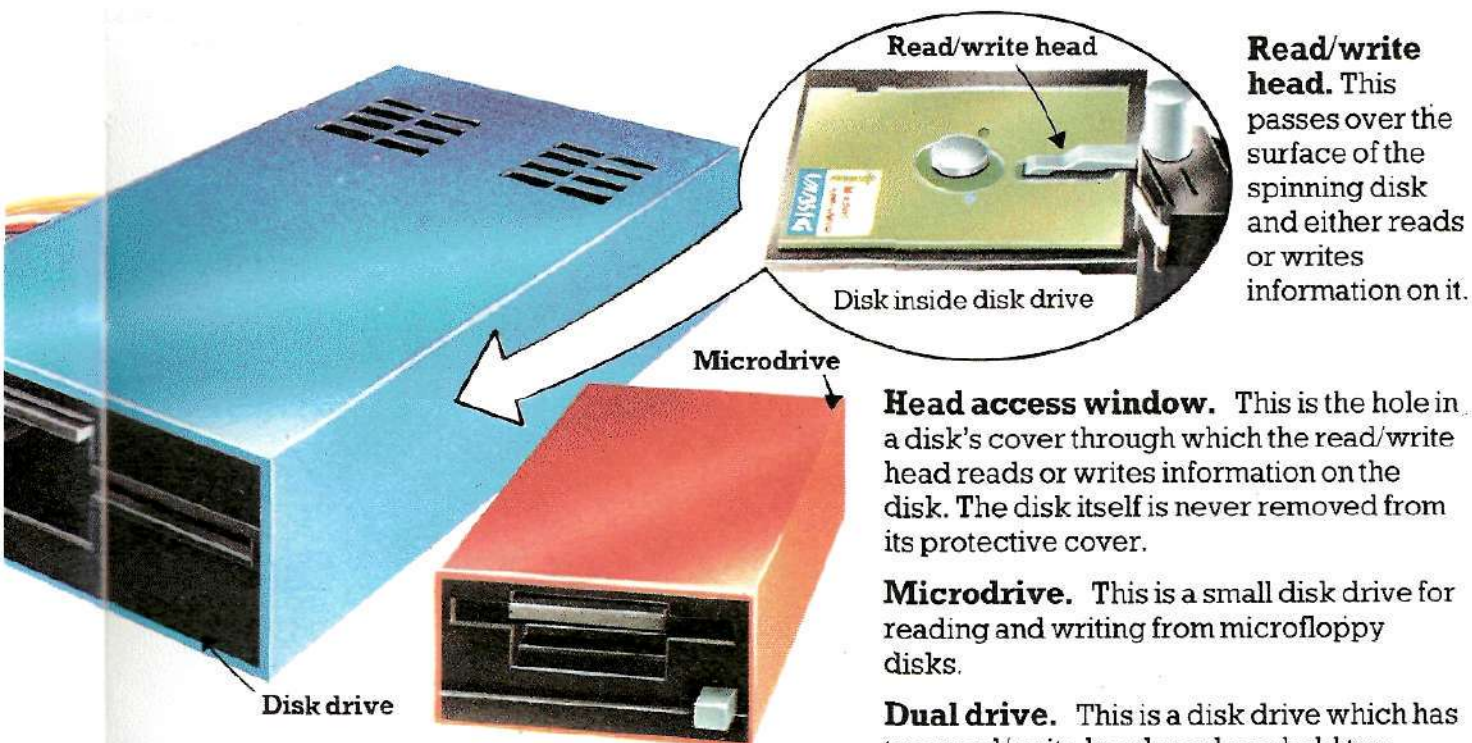 Read/write head
Disk inside disk drive
Read/write
head. This
passes over the
surface of the
spinning disk
and either reads
or writes
information on it.
Microdrive
Disk drive
Head access window. This is the hole in
a disk's cover through which the read/write
head reads or writes information on the
disk. The disk itself is never removed from
its protective cover.
Microdrive. This is a small disk drive for
reading and writing from microfloppy
disks.
Dual drive. This is a disk drive which has